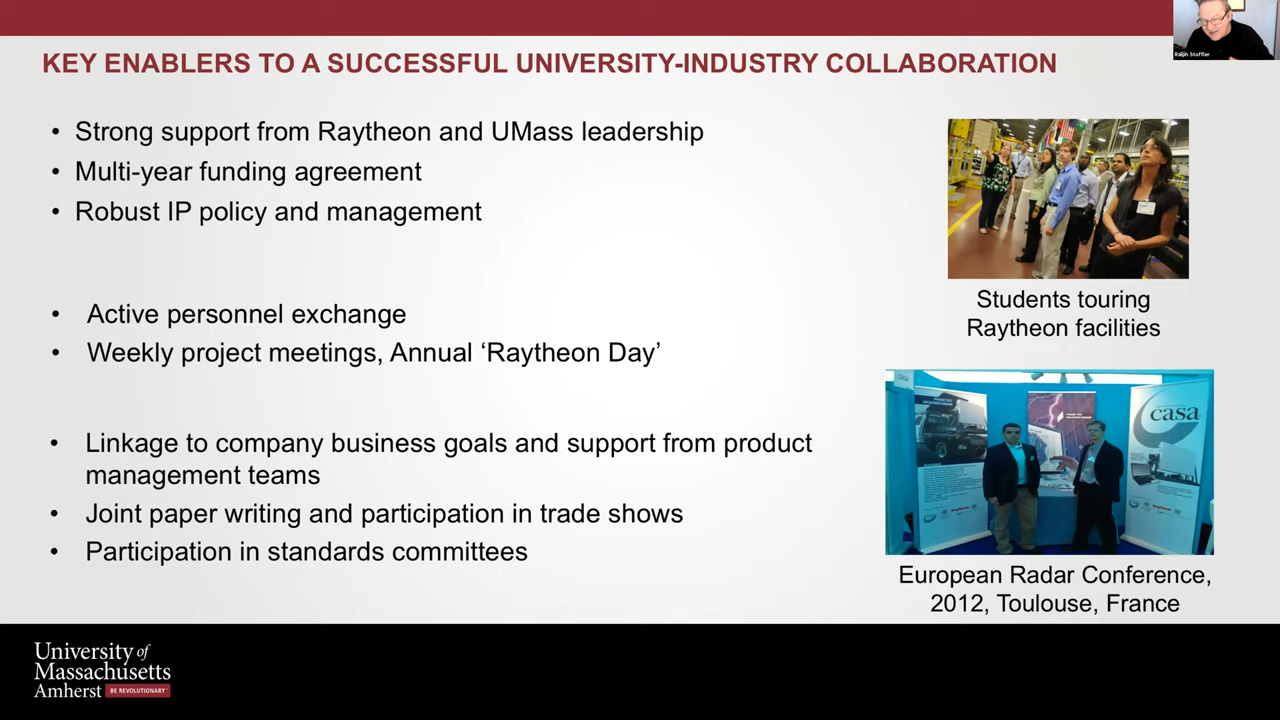 Ralph Stoffler
KEY ENABLERS TO A SUCCESSFUL UNIVERSITY-INDUSTRY COLLABORATION
• Strong support from Raytheon and UMass leadership
• Multi-year funding agreement
• Robust IP policy and management
• Active personnel exchange
• Weekly project meetings, Annual ‘Raytheon Day’
• Linkage to company business goals and support from product
management teams
• Joint paper writing and participation in trade shows
• Participation in standards committees
Students touring
Raytheon facilities
casa
European Radar Conference,
2012, Toulouse, France
University of
Massachusetts
Amherst BE REVOLUTIONARY